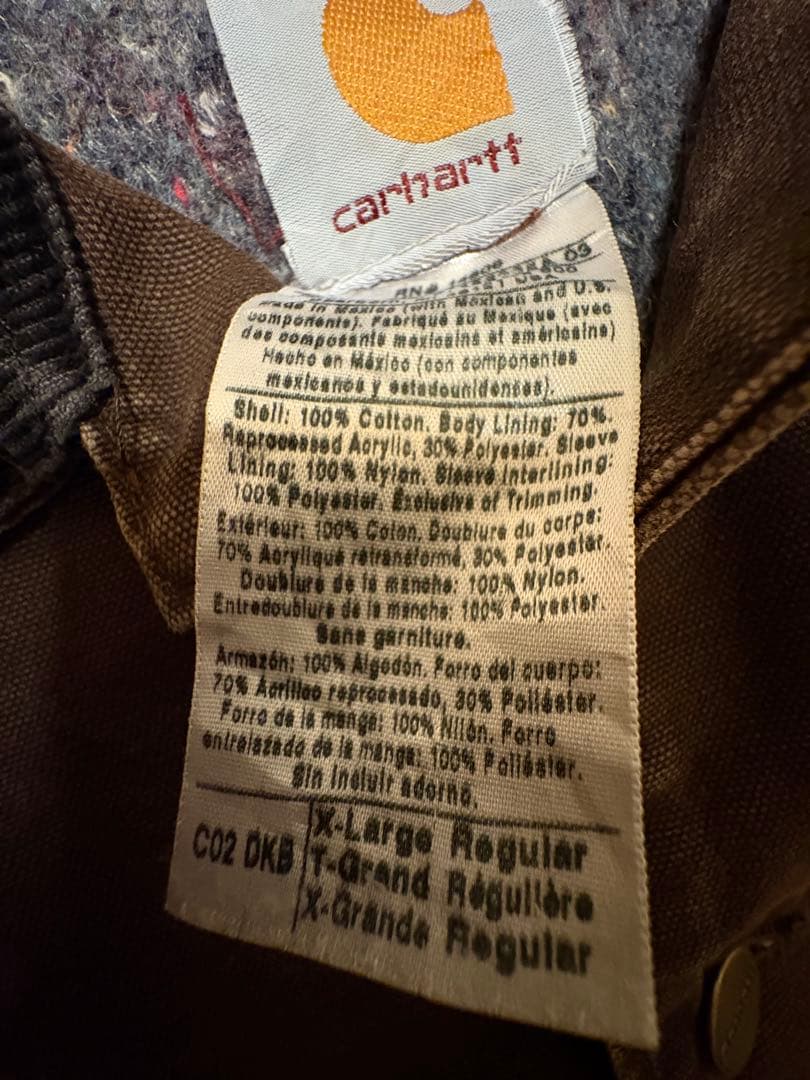 carhartt
RN# 14806
Made in Mexico (with Mexican and U.S.
components). Fabriqué au Mexique (avec
des composants mexicains et américains)
Hecho en México (con componentes
mexicanos y estadounidenses).
Shell: 100% Cotton. Body Lining: 70%.
Reprocessed Acrylic, 30% Polyester. Sleeve
Lining: 100% Nylon. Sleeve Interlining:
100% Polyester. Exclusive of Trimming.
Extérieur: 100% Coton. Doublure du corps:
70% Acrylique retransformé, 30% Polyester.
Doublure de la manche: 100% Nylon.
Entredoublure de la manche: 100% Polyester.
Sans garniture.
Armazón: 100% Algodón. Forro del cuerpo:
70% Acrílico reprocesado, 30% Poliéster.
Forro de la manga: 100% Nilón. Forro
entrelazado de la manga: 100% Poliéster.
Sin incluir adorno.
C02 DKB
X-Large Regular
T-Grand Régulière
X-Grande Regular